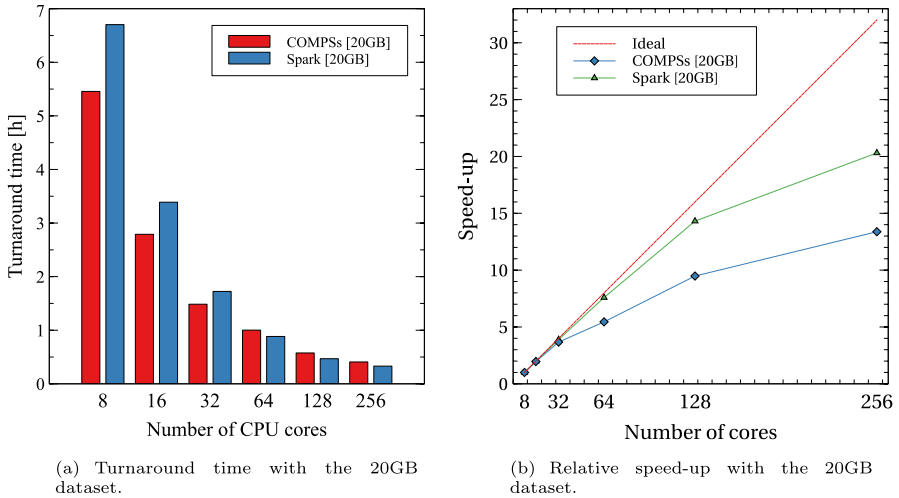 7
6
5
4
3
2
1
0
Turnaround time [h]
COMPSs [20GB]
Spark [20GB]
8 16 32 64 128 256
Number of CPU cores
(a) Turnaround time with the 20GB
dataset.
30
25
20
15
10
5
0
Speed-up
Ideal
COMPSs [20GB]
Spark [20GB]
8 32 64 128 256
Number of cores
(b) Relative speed-up with the 20GB
dataset.